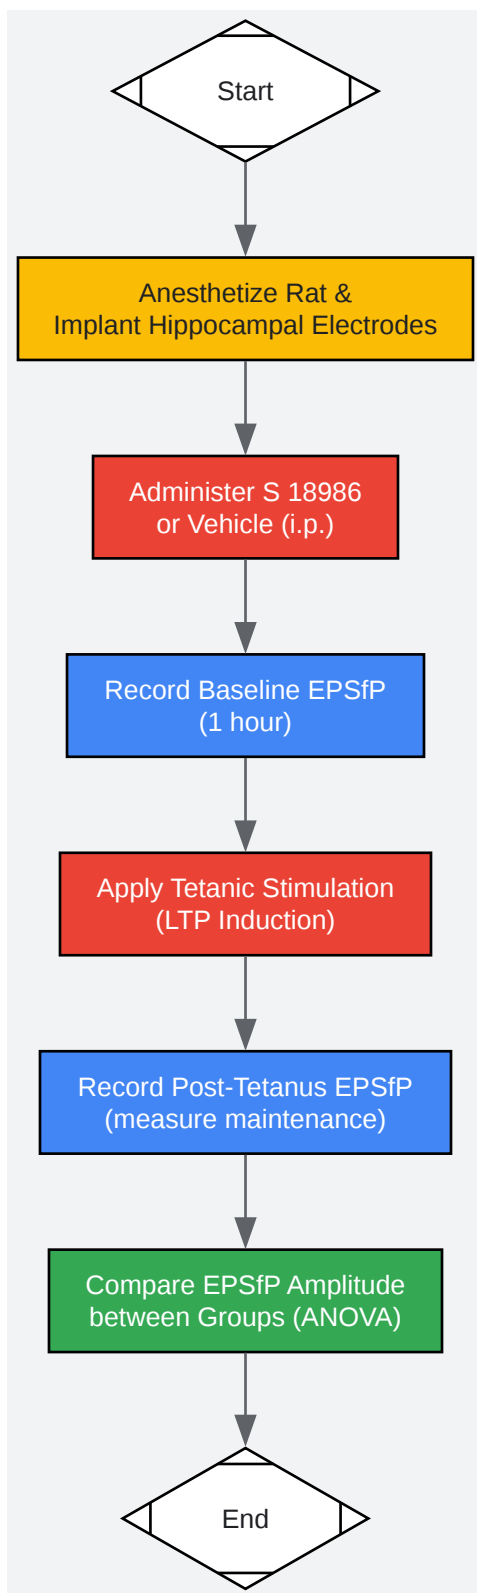 Start
Anesthetize Rat &
Implant Hippocampal Electrodes
Administer S 18986
or Vehicle (i.p.)
Record Baseline EPSfP
(1 hour)
Apply Tetanic Stimulation
(LTP Induction)
Record Post-Tetanus EPSfP
(measure maintenance)
Compare EPSfP Amplitude
between Groups (ANOVA)
End